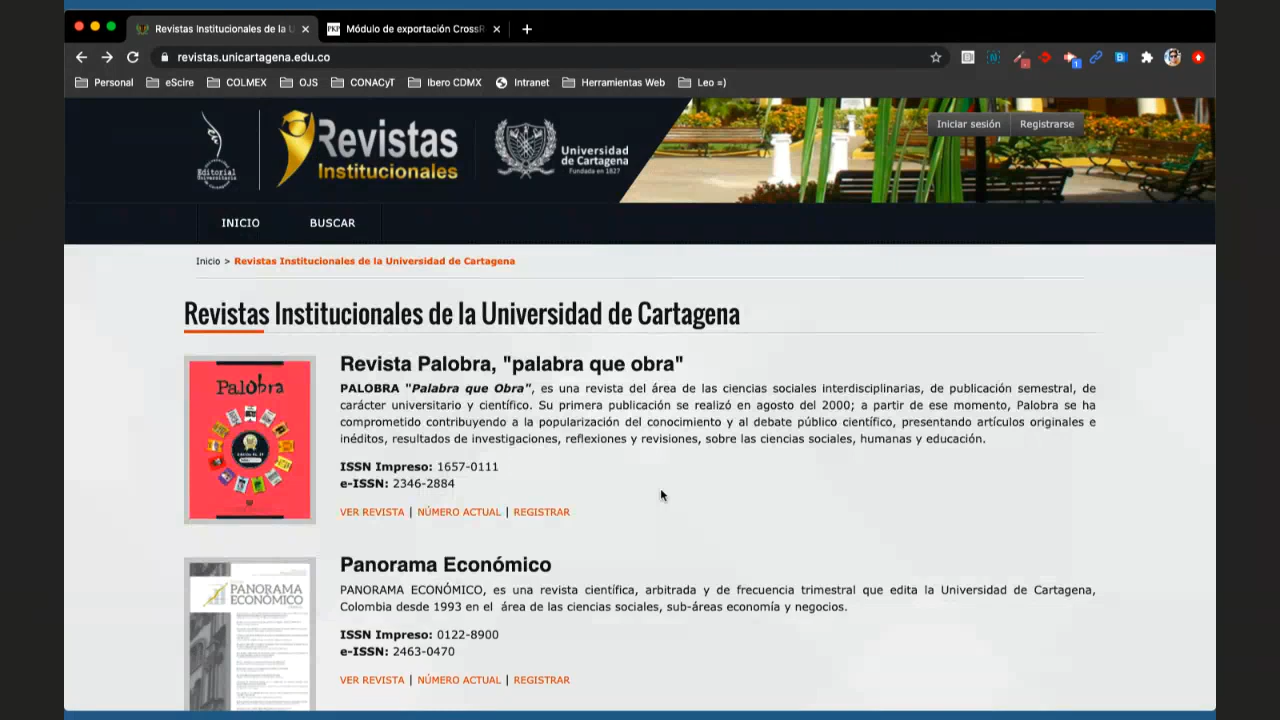 Revistas Institucionales de la U
PKP Módulo de exportación CrossR
revistas.unicartagena.edu.co
Personal eScire COLMEX OJS CONACyT Ibero CDMX Intranet Herramientas Web Leo =)
Iniciar sesión Registrarse
Editorial
Universitaria
Revistas
Institucionales
Universidad
de Cartagena
Fundada en 1827
INICIO BUSCAR
Inicio > Revistas Institucionales de la Universidad de Cartagena
Revistas Institucionales de la Universidad de Cartagena
Palobra
Revista Palobra, "palabra que obra"
PALOBRA "Palabra que Obra", es una revista del área de las ciencias sociales interdisciplinarias, de publicación semestral, de
carácter universitario y científico. Su primera publicación se realizó en agosto del 2000; a partir de ese momento, Palobra se ha
comprometido contribuyendo a la popularización del conocimiento y al debate público científico, presentando artículos originales e
inéditos, resultados de investigaciones, reflexiones y revisiones, sobre las ciencias sociales, humanas y educación.
ISSN Impreso: 1657-0111
e-ISSN: 2346-2884
VER REVISTA | NÚMERO ACTUAL | REGISTRAR
PANORAMA
ECONÓMICO
Panorama Económico
PANORAMA ECONÓMICO, es una revista científica, arbitrada y de frecuencia trimestral que edita la Universidad de Cartagena,
Colombia desde 1993 en el área de las ciencias sociales, sub-áreas economía y negocios.
ISSN Impreso: 0122-8900
e-ISSN: 2463-0470
VER REVISTA | NÚMERO ACTUAL | REGISTRAR